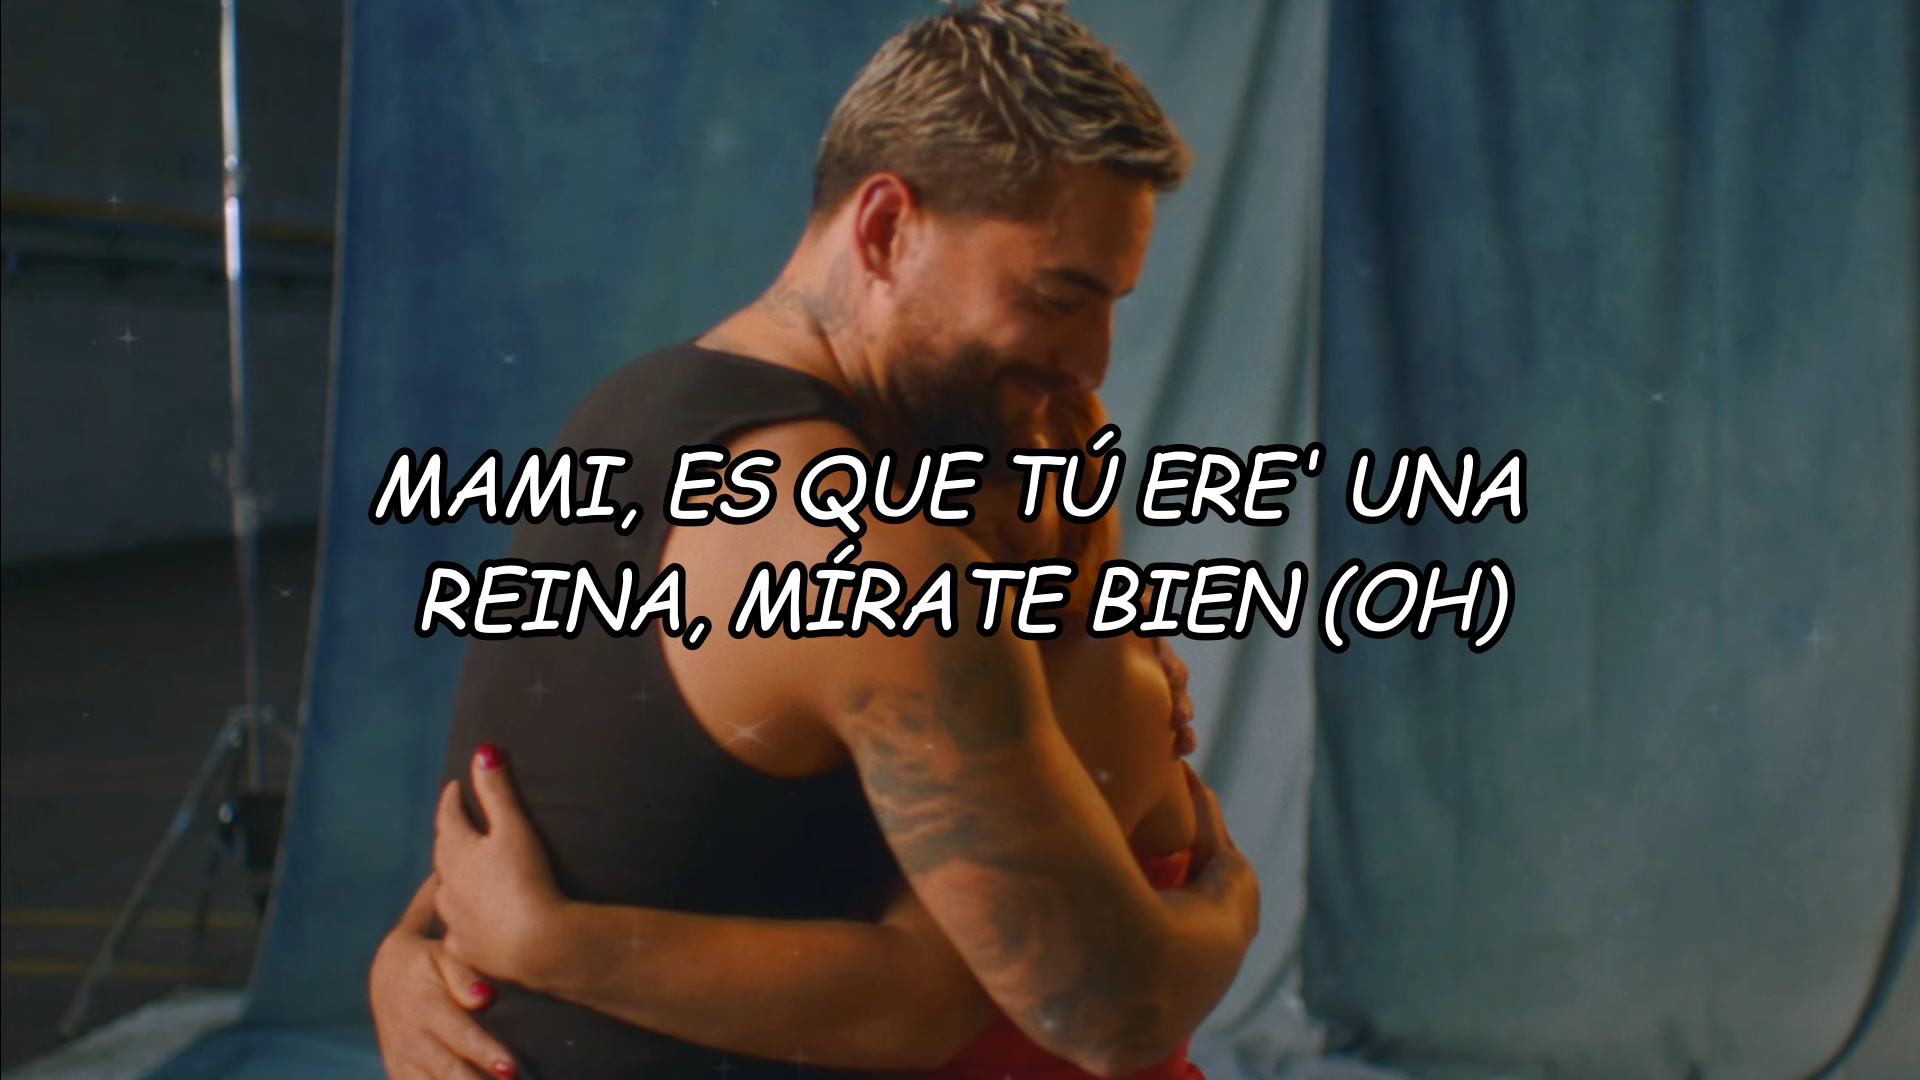 MAMI, ES QUE TÚ ERE' UNA
REINA, MÍRATE BIEN (OH)